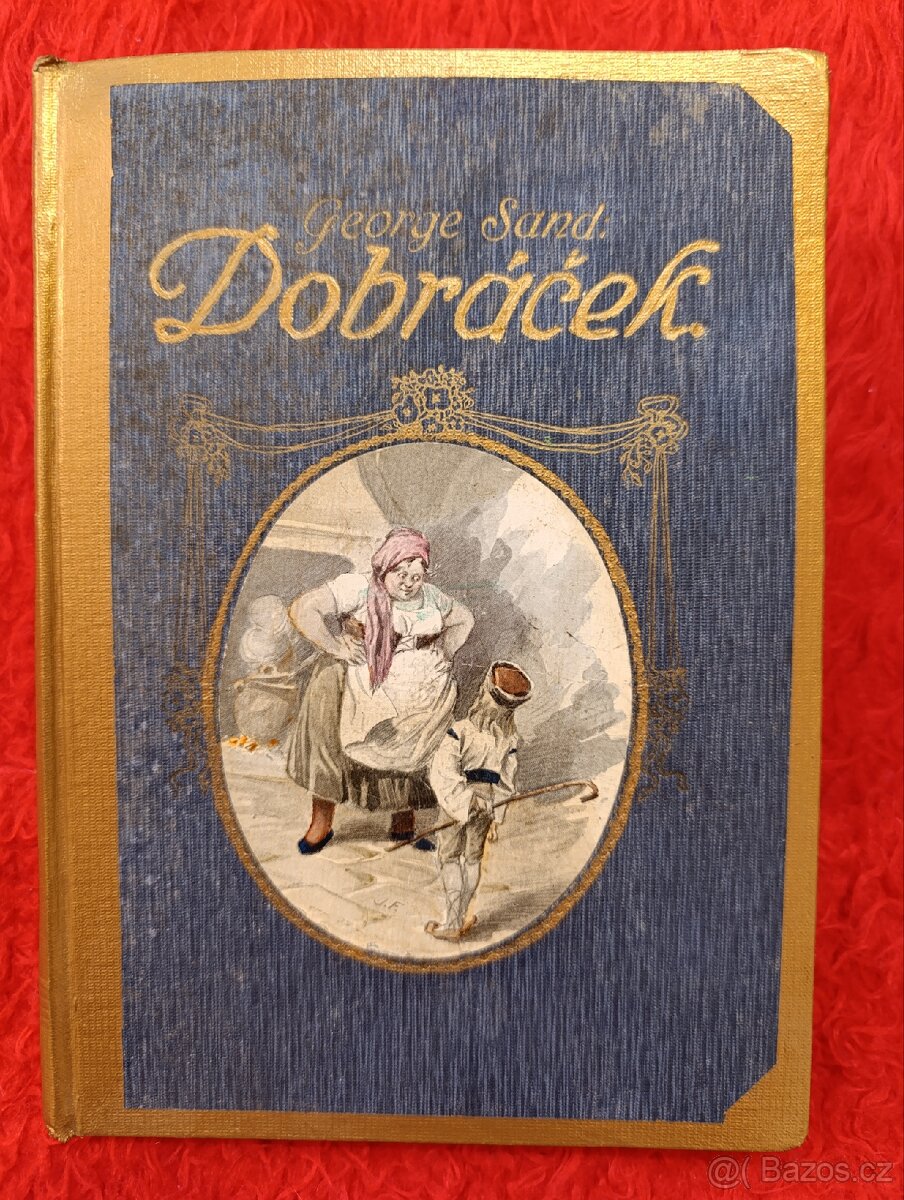 George Sand:
Dobráček.
J.F.
@( Bazos.cz